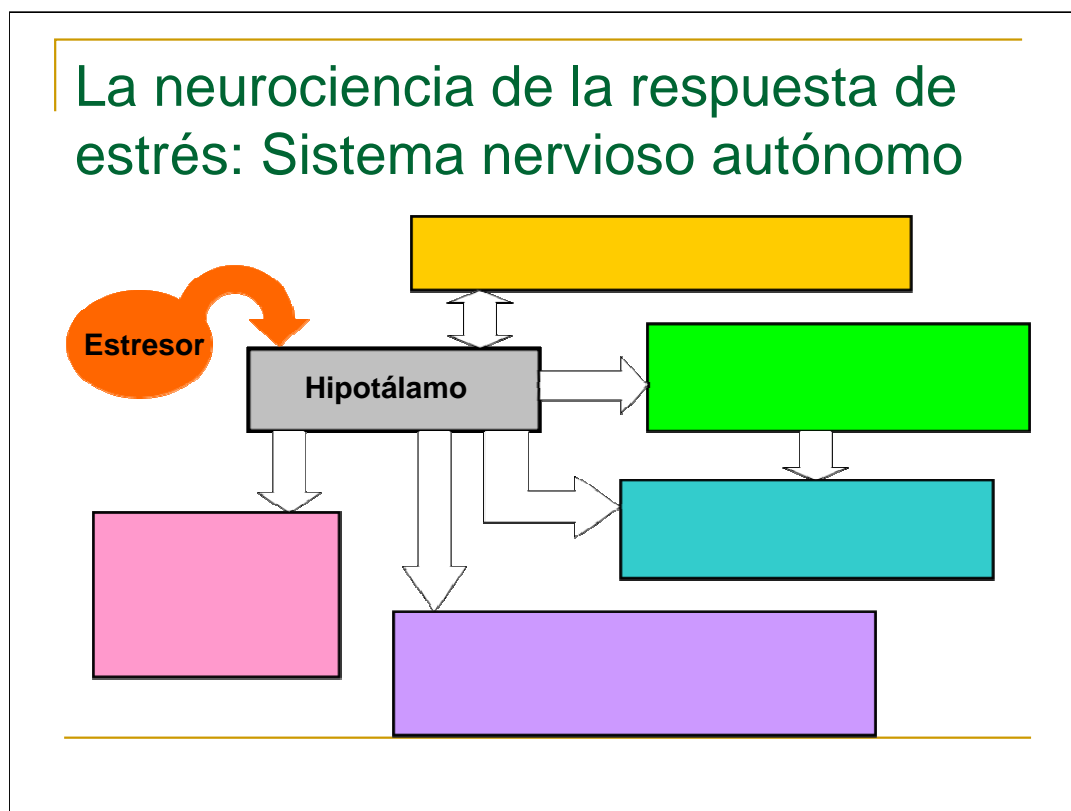 La neurociencia de la respuesta de
estrés: Sistema nervioso autónomo
Estresor
Hipotálamo